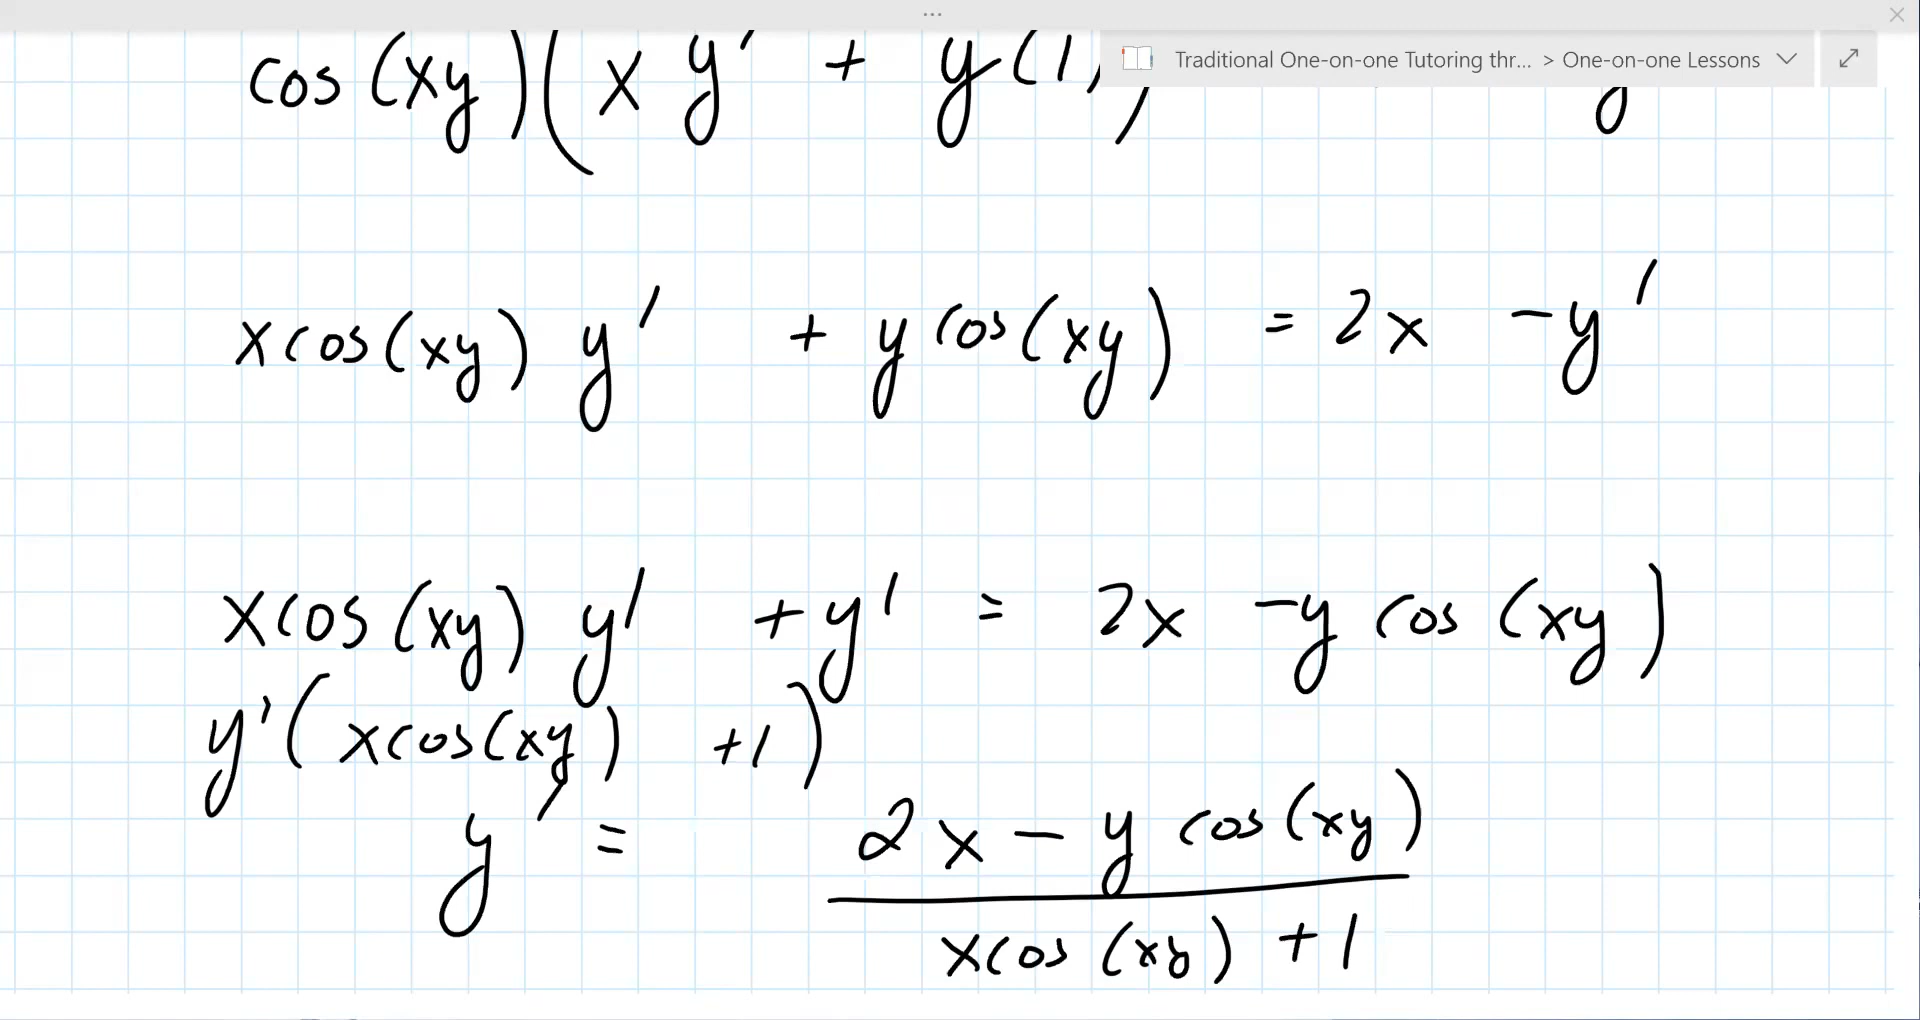 ...
Traditional One-on-one Tutoring thr... > One-on-one Lessons
cos(xy)(x y' + y(1) y
x cos(xy) y' + y cos(xy) = 2x - y'
x cos(xy) y' + y' = 2x - y cos(xy)
y'(x cos(xy) + 1)
y' = 2x - y cos(xy)
x cos(xy) + 1